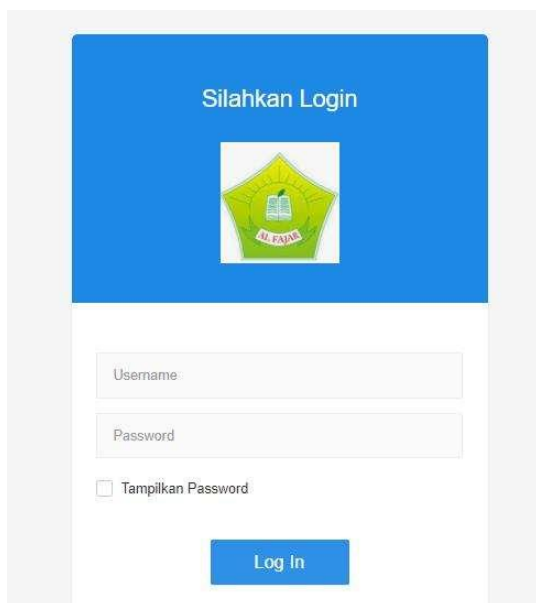 Silahkan Login
AL FAJAR
Username
Password
Tampilkan Password
Log In